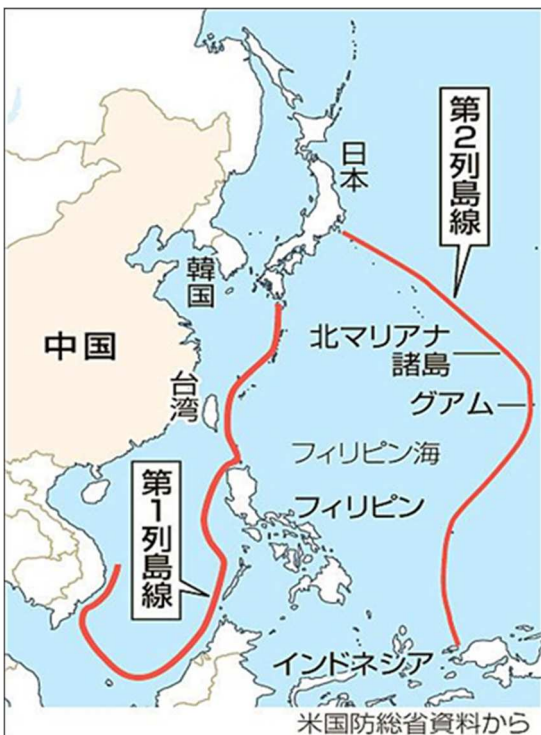 第2列島線
日本
韓国
中国
北マリアナ
諸島
グアム
台湾
フィリピン海
フィリピン
第1列島線
インドネシア
米国防総省資料から